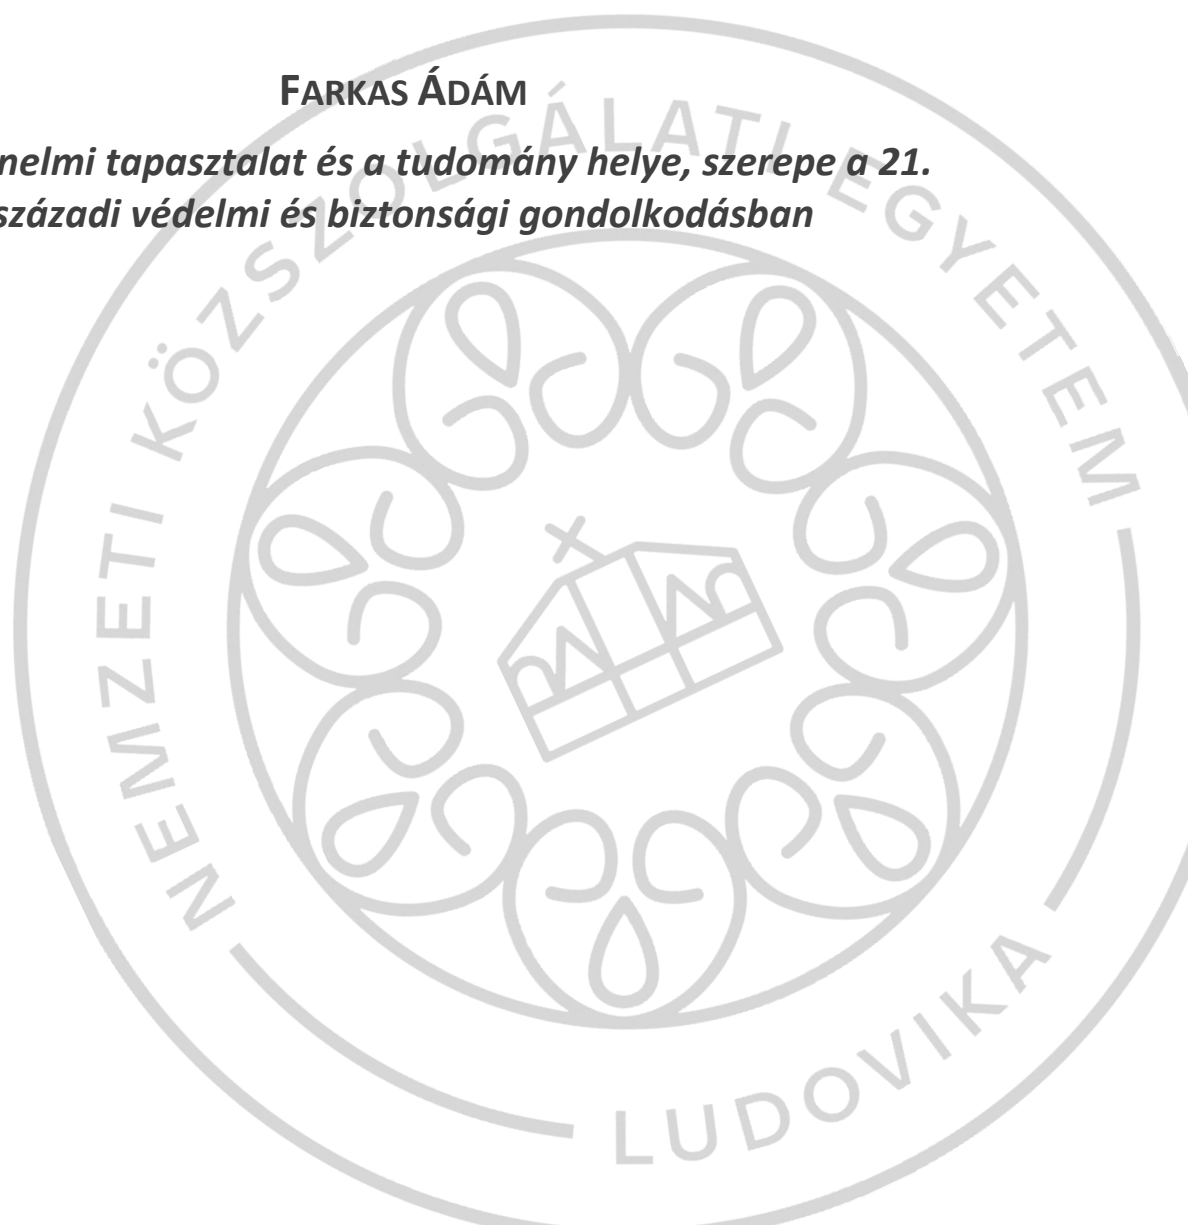 FARKAS ÁDÁM
nelmi tapasztalat és a tudomány helye, szerepe a 21.
századi védelmi és biztonsági gondolkodásban
NEMZETI KÖZSZOLGÁLATI EGYETEM
LUDOVIKA